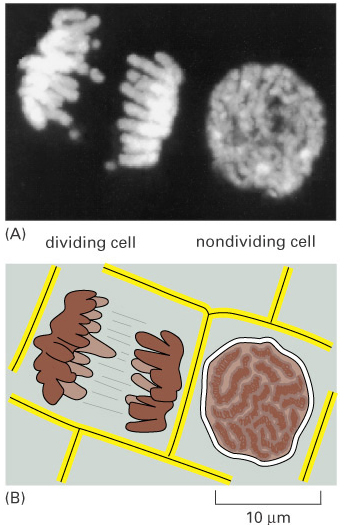 (A)
dividing cell nondividing cell
(B)
10 µm